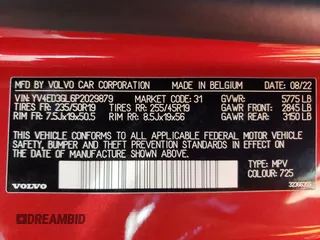 MFD BY VOLVO CAR CORPORATION MADE IN BELGIUM 08/22
VIN: YV4ED3GL6P2029879 MARKET CODE: 31 GVWR: 5775 LB
TIRES FR: 235/50R19 TIRES RR: 255/45R19 GAWR FRONT: 2845 LB
RIM FR: 7.5Jx19x50.5 RIM RR: 8.5Jx19x56 GAWR REAR: 3150 LB
THIS VEHICLE CONFORMS TO ALL APPLICABLE FEDERAL MOTOR VEHICLE
SAFETY, BUMPER AND THEFT PREVENTION STANDARDS IN EFFECT ON THE
DATE OF MANUFACTURE SHOWN ABOVE.
TYPE: MPV
VOLVO COLOUR: 725
DREAMBID